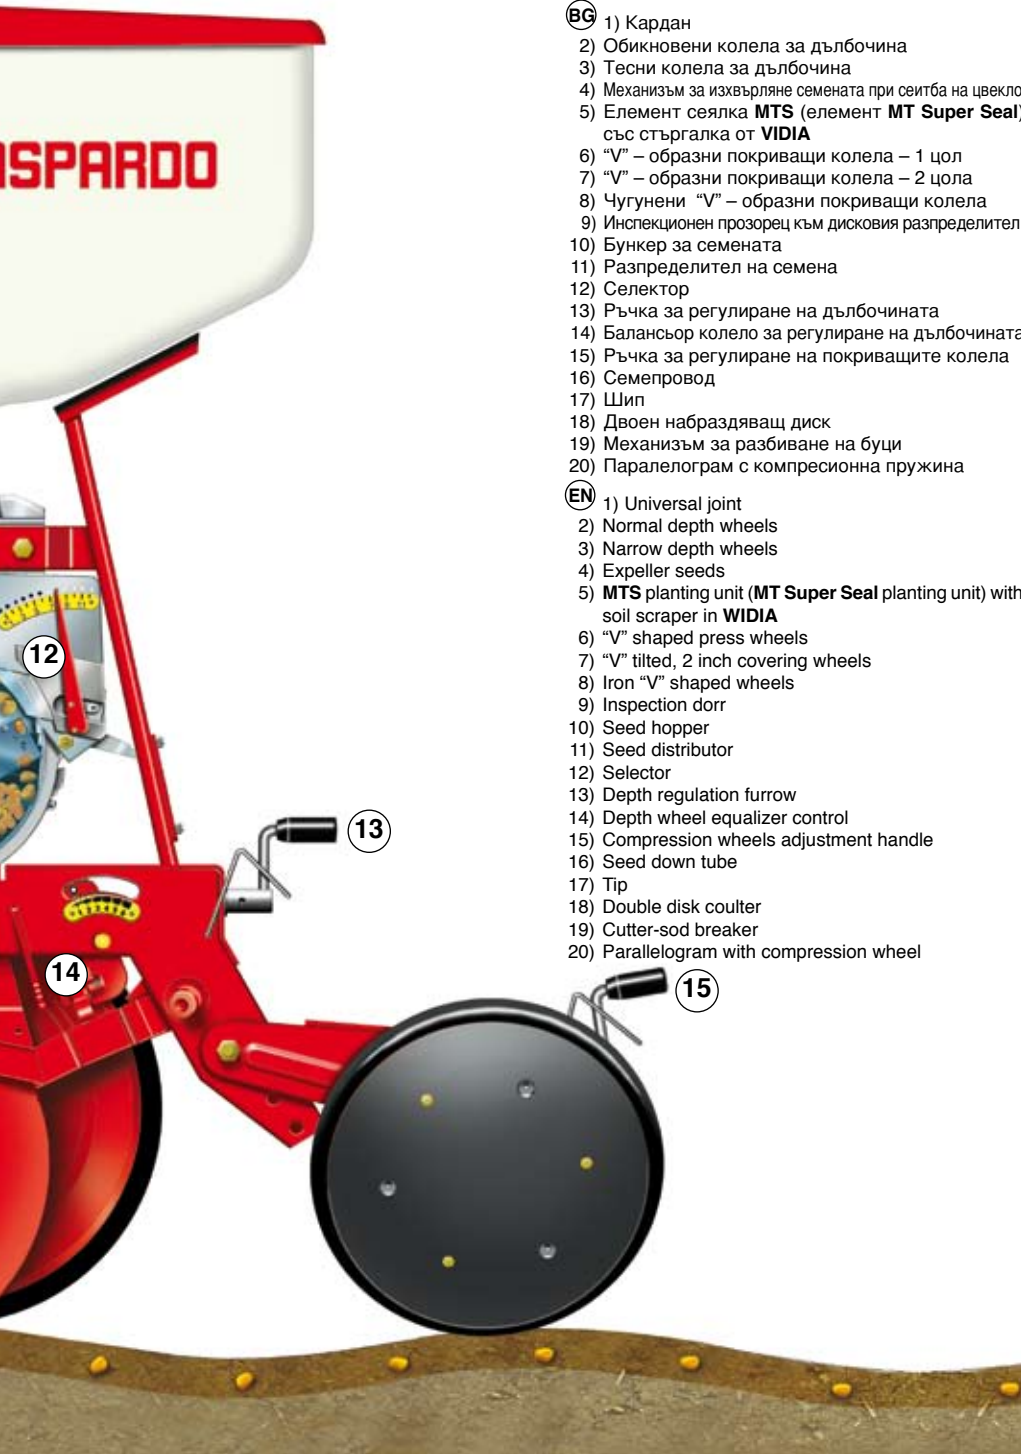 BG 1) Кардан
2) Обикновени колела за дълбочина
3) Тесни колела за дълбочина
4) Механизъм за изхвърляне семената при сеитба на цвекло
5) Елемент сеялка MTS (елемент MT Super Seal)
със стъргалка от VIDIA
6) “V” – образни покриващи колела – 1 цол
7) “V” – образни покриващи колела – 2 цола
8) Чугунени “V” – образни покриващи колела
9) Инспекционен прозорец към дисковия разпределител
10) Бункер за семената
11) Разпределител на семена
12) Селектор
13) Ръчка за регулиране на дълбочината
14) Балансьор колело за регулиране на дълбочината
15) Ръчка за регулиране на покриващите колела
16) Семепровод
17) Шип
18) Двоен набраздяващ диск
19) Механизъм за разбиване на буци
20) Паралелограм с компресионна пружина
EN 1) Universal joint
2) Normal depth wheels
3) Narrow depth wheels
4) Expeller seeds
5) MTS planting unit (MT Super Seal planting unit) with
soil scraper in WIDIA
6) “V” shaped press wheels
7) “V” tilted, 2 inch covering wheels
8) Iron “V” shaped wheels
9) Inspection dorr
10) Seed hopper
11) Seed distributor
12) Selector
13) Depth regulation furrow
14) Depth wheel equalizer control
15) Compression wheels adjustment handle
16) Seed down tube
17) Tip
18) Double disk coulter
19) Cutter-sod breaker
20) Parallelogram with compression wheel
ASPARDO
12
13
14
15